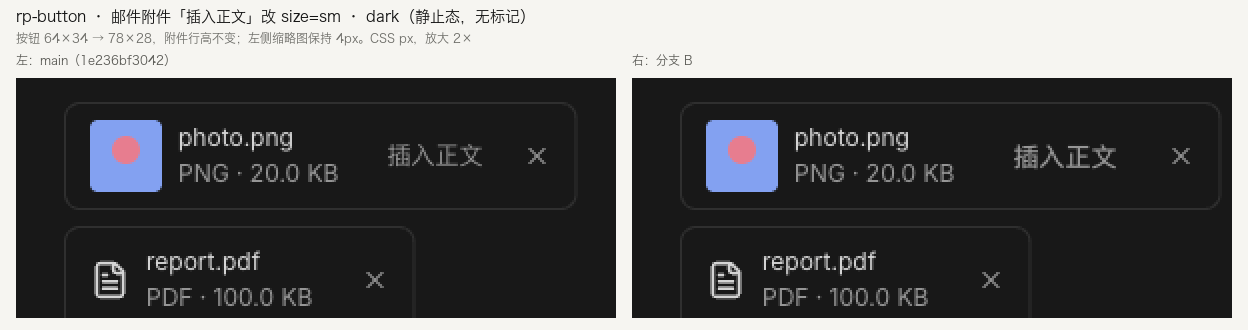 rp-button · 邮件附件「插入正文」改 size=sm · dark（静止态，无标记）
按钮 64×34 → 78×28，附件行高不变；左侧缩略图保持 4px。CSS px，放大 2×
左：main（1e236bf3042）
右：分支 B
photo.png
PNG · 20.0 KB
插入正文
photo.png
PNG · 20.0 KB
插入正文
report.pdf
PDF · 100.0 KB
report.pdf
PDF · 100.0 KB